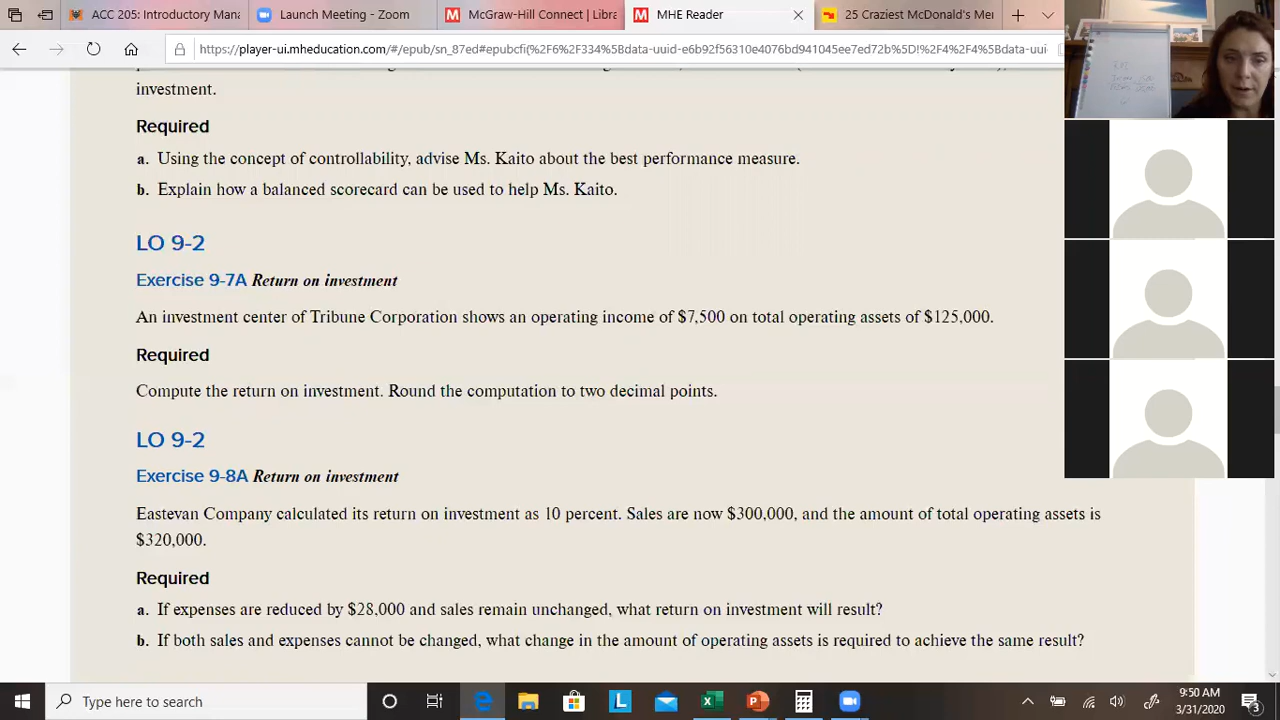 ACC 205: Introductory Mana
Launch Meeting - Zoom
McGraw-Hill Connect | Libra
MHE Reader
25 Craziest McDonald's Mer
https://player-ui.mheducation.com/#/epub/sn_87ed#epubcfi(%2F6%2F334%5Bdata-uuid-e6b92f56310e4076bd941045ee7ed72b%5D!%2F4%2F4%5Bdata-uuid-
investment.
Required
a. Using the concept of controllability, advise Ms. Kaito about the best performance measure.
b. Explain how a balanced scorecard can be used to help Ms. Kaito.
LO 9-2
Exercise 9-7A Return on investment
An investment center of Tribune Corporation shows an operating income of $7,500 on total operating assets of $125,000.
Required
Compute the return on investment. Round the computation to two decimal points.
LO 9-2
Exercise 9-8A Return on investment
Eastevan Company calculated its return on investment as 10 percent. Sales are now $300,000, and the amount of total operating assets is
$320,000.
Required
a. If expenses are reduced by $28,000 and sales remain unchanged, what return on investment will result?
b. If both sales and expenses cannot be changed, what change in the amount of operating assets is required to achieve the same result?
Type here to search
9:50 AM
3/31/2020
3